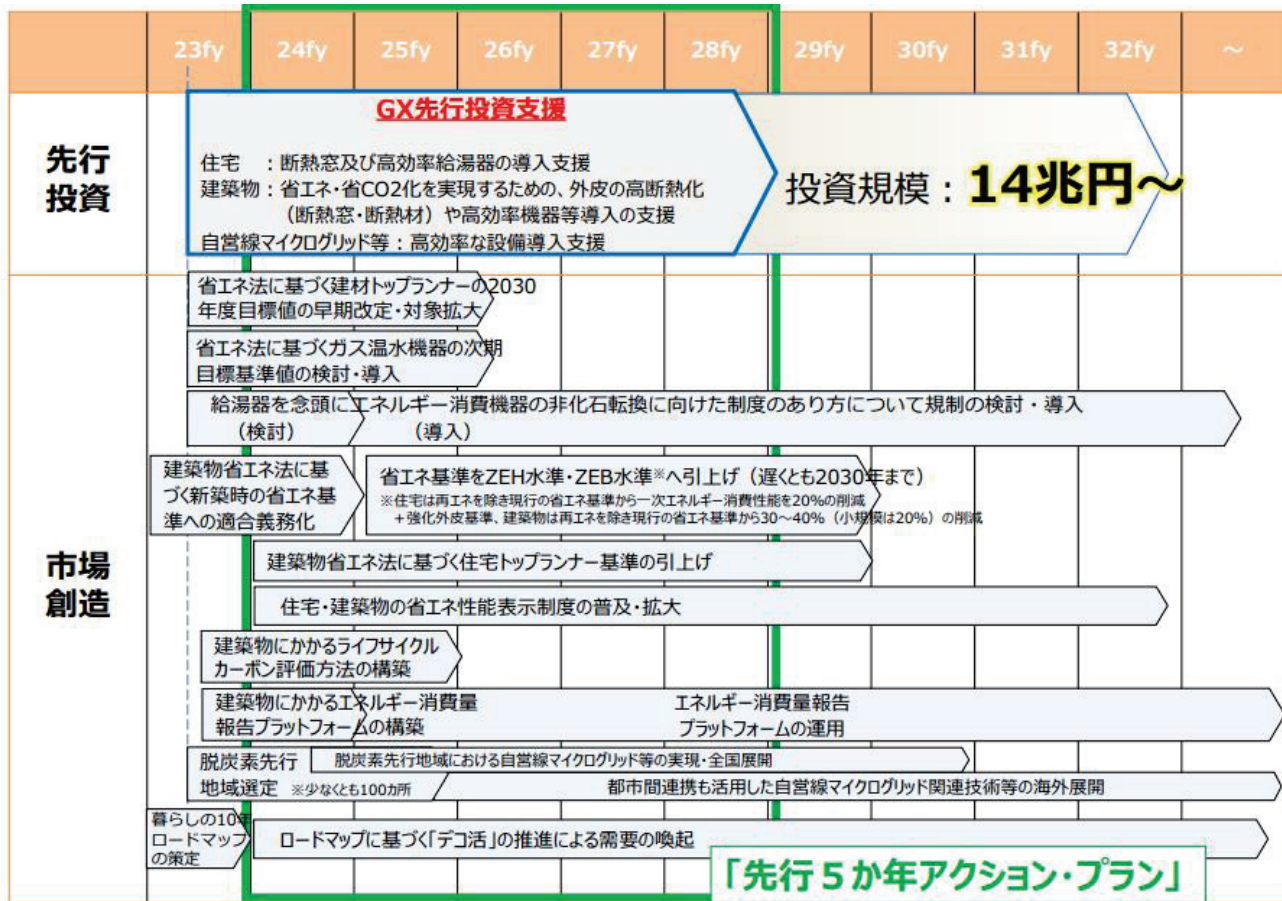 23fy 24fy 25fy 26fy 27fy 28fy 29fy 30fy 31fy 32fy ～
先行
投資
GX先行投資支援
住宅　：断熱窓及び高効率給湯器の導入支援
建築物：省エネ・省CO2化を実現するための、外皮の高断熱化
（断熱窓・断熱材）や高効率機器等導入の支援
自営線マイクログリッド等：高効率な設備導入支援
投資規模：14兆円～
市場
創造
省エネ法に基づく建材トップランナーの2030
年度目標値の早期改定・対象拡大
省エネ法に基づくガス温水機器の次期
目標基準値の検討・導入
給湯器を念頭にエネルギー消費機器の非化石転換に向けた制度のあり方について規制の検討・導入
（検討）　（導入）
建築物省エネ法に基
づく新築時の省エネ基
準への適合義務化
省エネ基準をZEH水準・ZEB水準※へ引上げ（遅くとも2030年まで）
※住宅は再エネを除き現行の省エネ基準から一次エネルギー消費性能を20%の削減
＋強化外皮基準、建築物は再エネを除き現行の省エネ基準から30～40%（小規模は20%）の削減
建築物省エネ法に基づく住宅トップランナー基準の引上げ
住宅・建築物の省エネ性能表示制度の普及・拡大
建築物にかかるライフサイクル
カーボン評価方法の構築
建築物にかかるエネルギー消費量
報告プラットフォームの構築
エネルギー消費量報告
プラットフォームの運用
脱炭素先行
地域選定 ※少なくとも100カ所
脱炭素先行地域における自営線マイクログリッド等の実現・全国展開
都市間連携も活用した自営線マイクログリッド関連技術等の海外展開
暮らしの10年
ロードマップ
の策定
ロードマップに基づく「デコ活」の推進による需要の喚起
「先行５か年アクション・プラン」